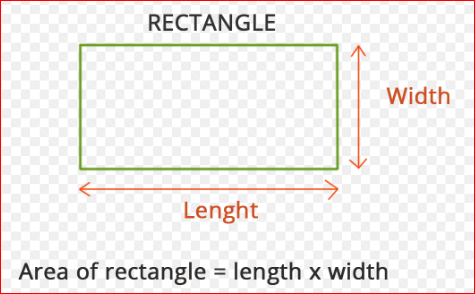 RECTANGLE
Width
Lenght
Area of rectangle = length x width